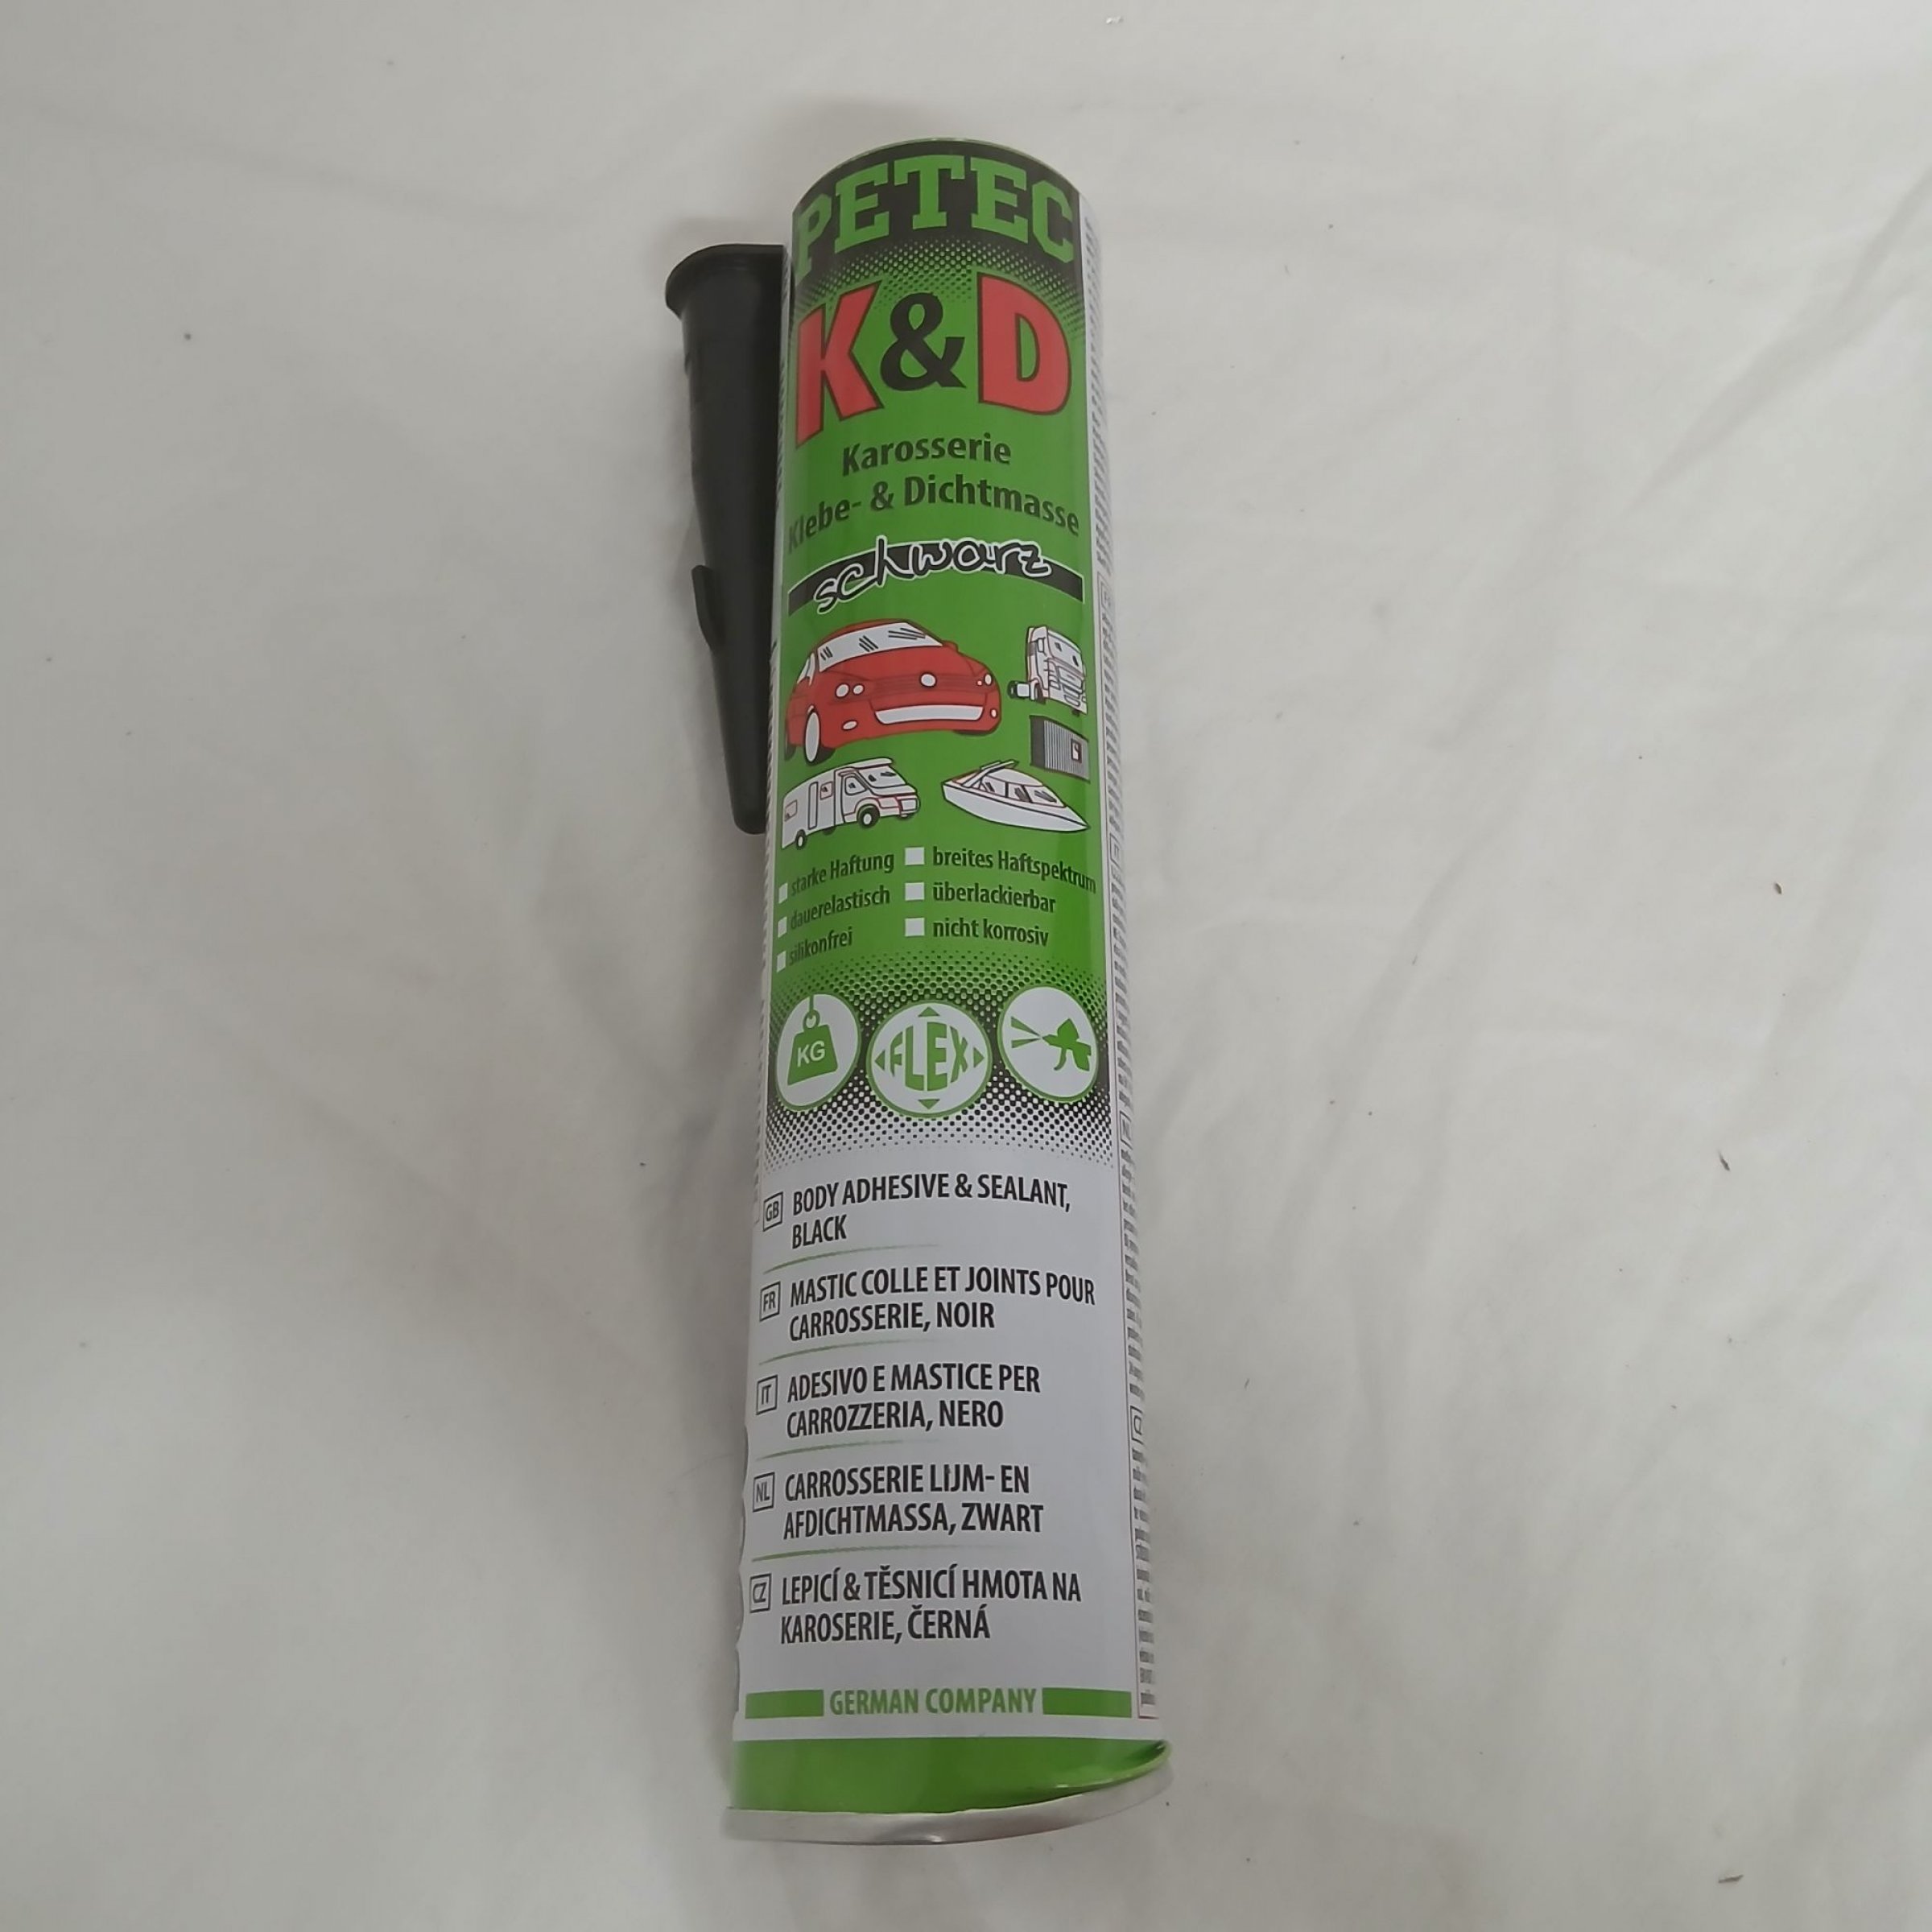 PETEC
K&D
Karosserie
Klebe- & Dichtmasse
schwarz
starke Haftung
dauerelastisch
silikonfrei
breites Haftspektrum
überlackierbar
nicht korrosiv
KG
FLEX
GB BODY ADHESIVE & SEALANT,
BLACK
FR MASTIC COLLE ET JOINTS POUR
CARROSSERIE, NOIR
IT ADESIVO E MASTICE PER
CARROZZERIA, NERO
NL CARROSSERIE LIJM- EN
AFDICHTMASSA, ZWART
CZ LEPICÍ & TĚSNICÍ HMOTA NA
KAROSERIE, ČERNÁ
GERMAN COMPANY